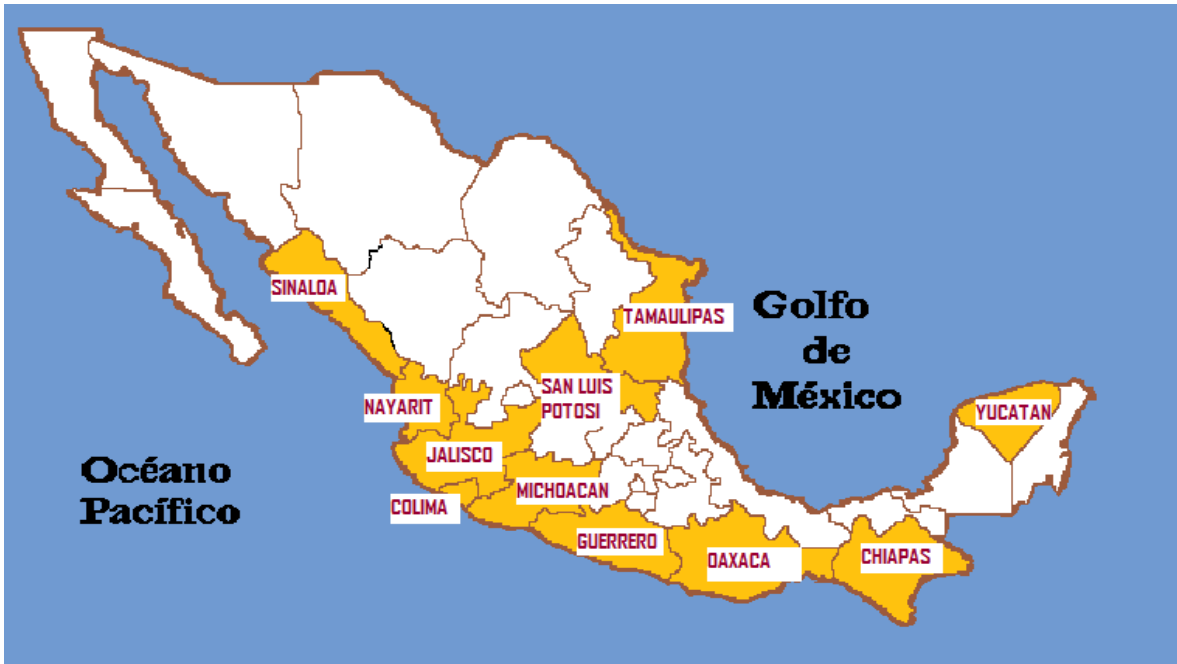 SINALOA
TAMAULIPAS
Golfo
de
México
SAN LUIS
POTOSI
NAYARIT
YUCATAN
JALISCO
Océano
Pacífico
MICHOACAN
COLIMA
GUERRERO
OAXACA
CHIAPAS